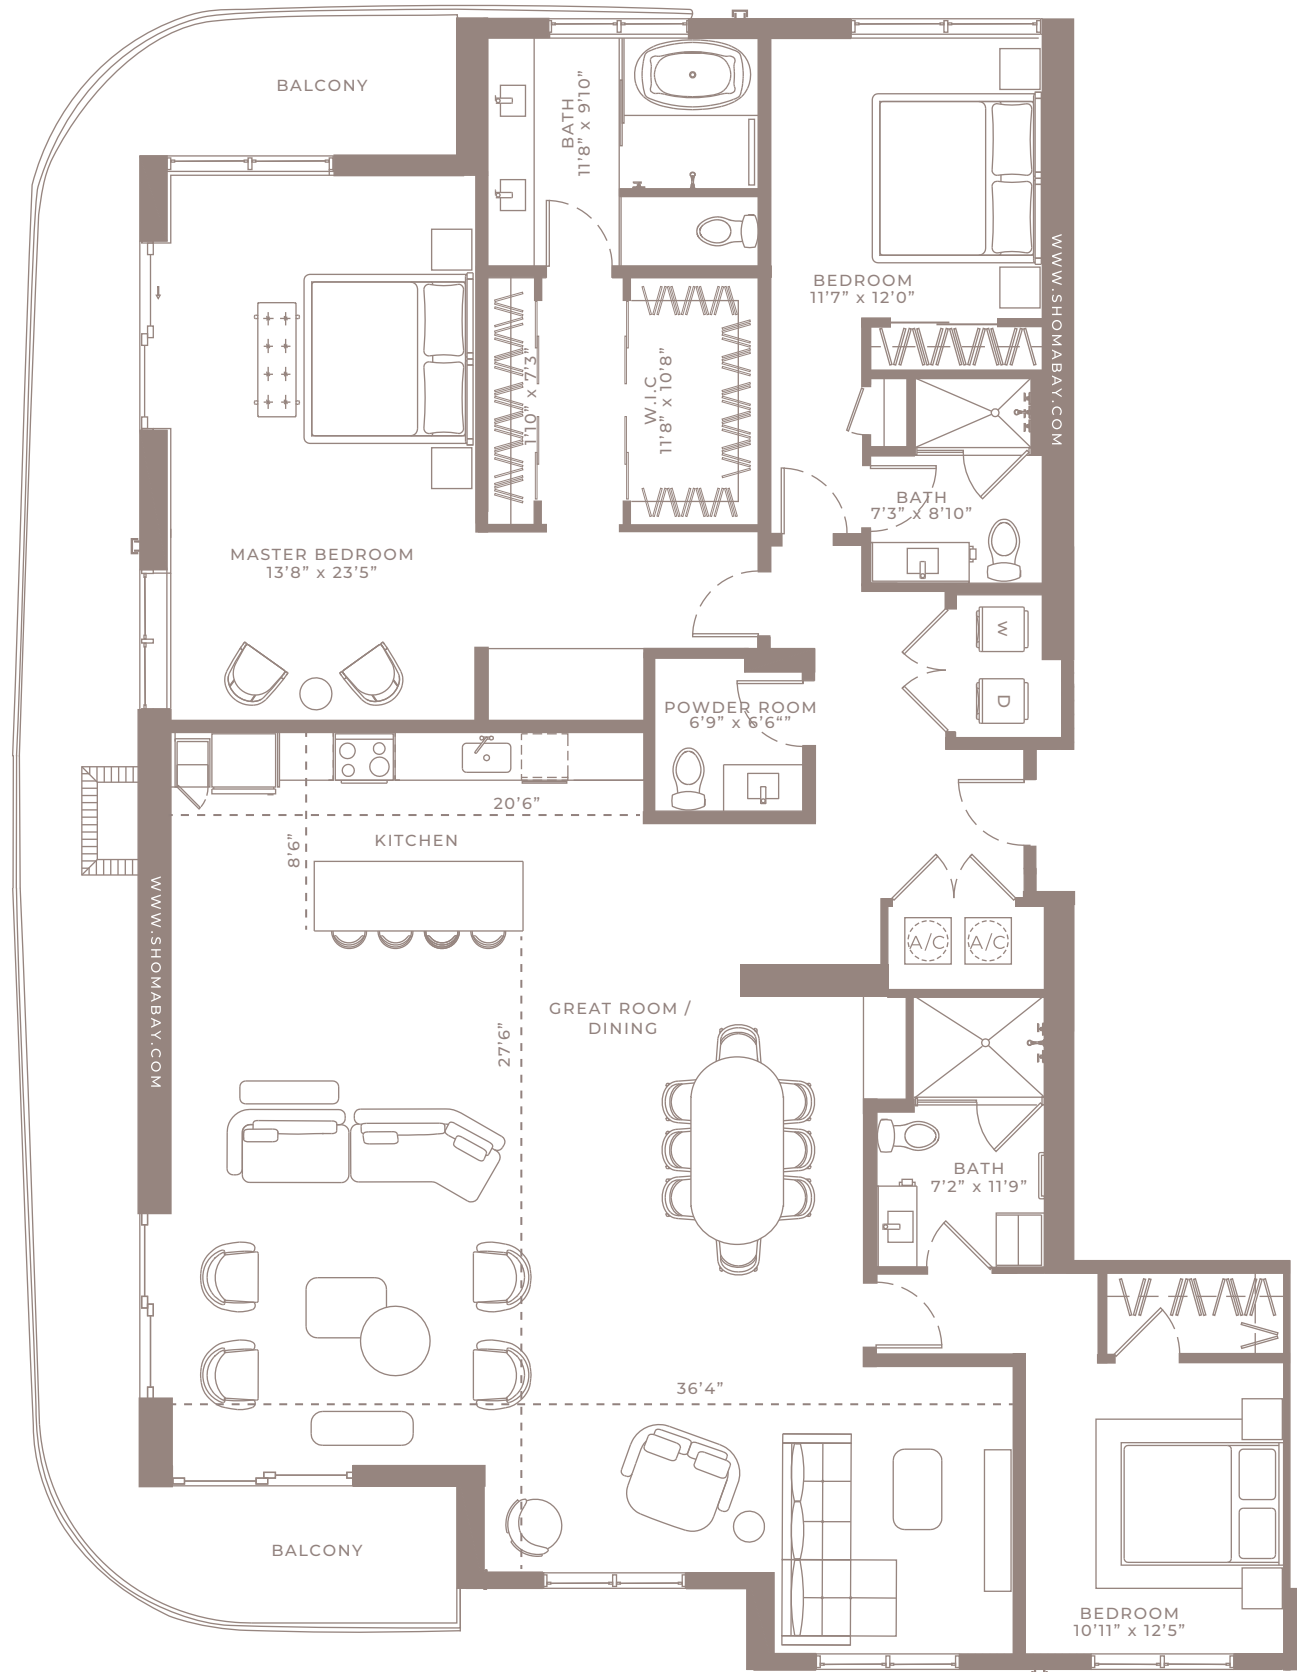 BALCONY
BATH
11’8” x 9’10”
BEDROOM
11’7” x 12’0”
WWW.SHOMABAY.COM
1’10” x 7’3”
W.I.C
11’8” x 10’8”
BATH
7’3” x 8’10”
MASTER BEDROOM
13’8” x 23’5”
W
D
POWDER ROOM
6’9” x 6’6“”
20’6”
KITCHEN
8’6”
WWW.SHOMABAY.COM
A/C
A/C
GREAT ROOM /
DINING
27’6”
BATH
7’2” x 11’9”
36’4”
BALCONY
BEDROOM
10’11” x 12’5”